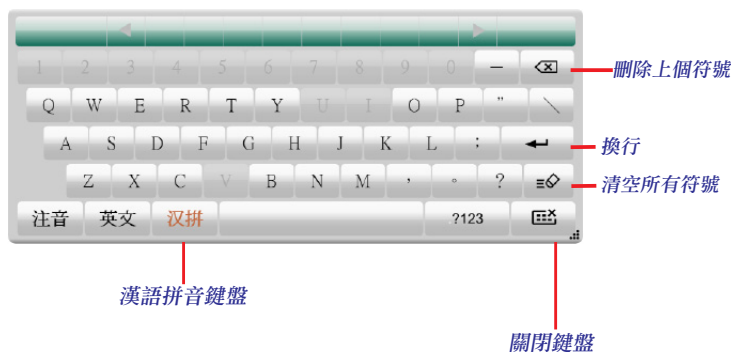 1 2 3 4 5 6 7 8 9 0 —
刪除上個符號
Q W E R T Y U I O P " \
A S D F G H J K L :
換行
Z X C V B N M , 。 ?
清空所有符號
注音 英文 汉拼 ?123
漢語拼音鍵盤
關閉鍵盤